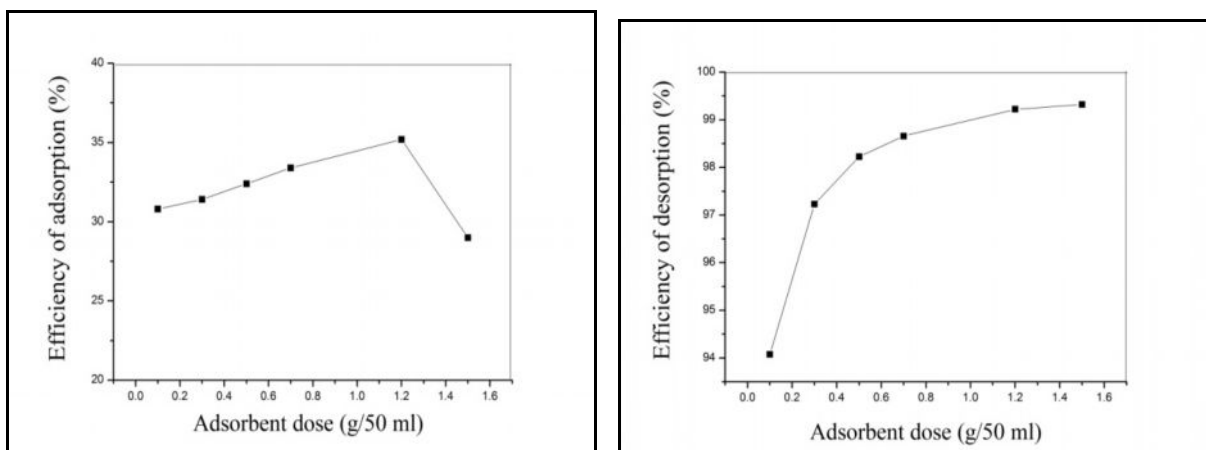 40
35
30
25
20
Efficiency of adsorption (%)
0.0 0.2 0.4 0.6 0.8 1.0 1.2 1.4 1.6
Adsorbent dose (g/50 ml)
100
99
98
97
96
95
94
Efficiency of desorption (%)
0.0 0.2 0.4 0.6 0.8 1.0 1.2 1.4 1.6
Adsorbent dose (g/50 ml)